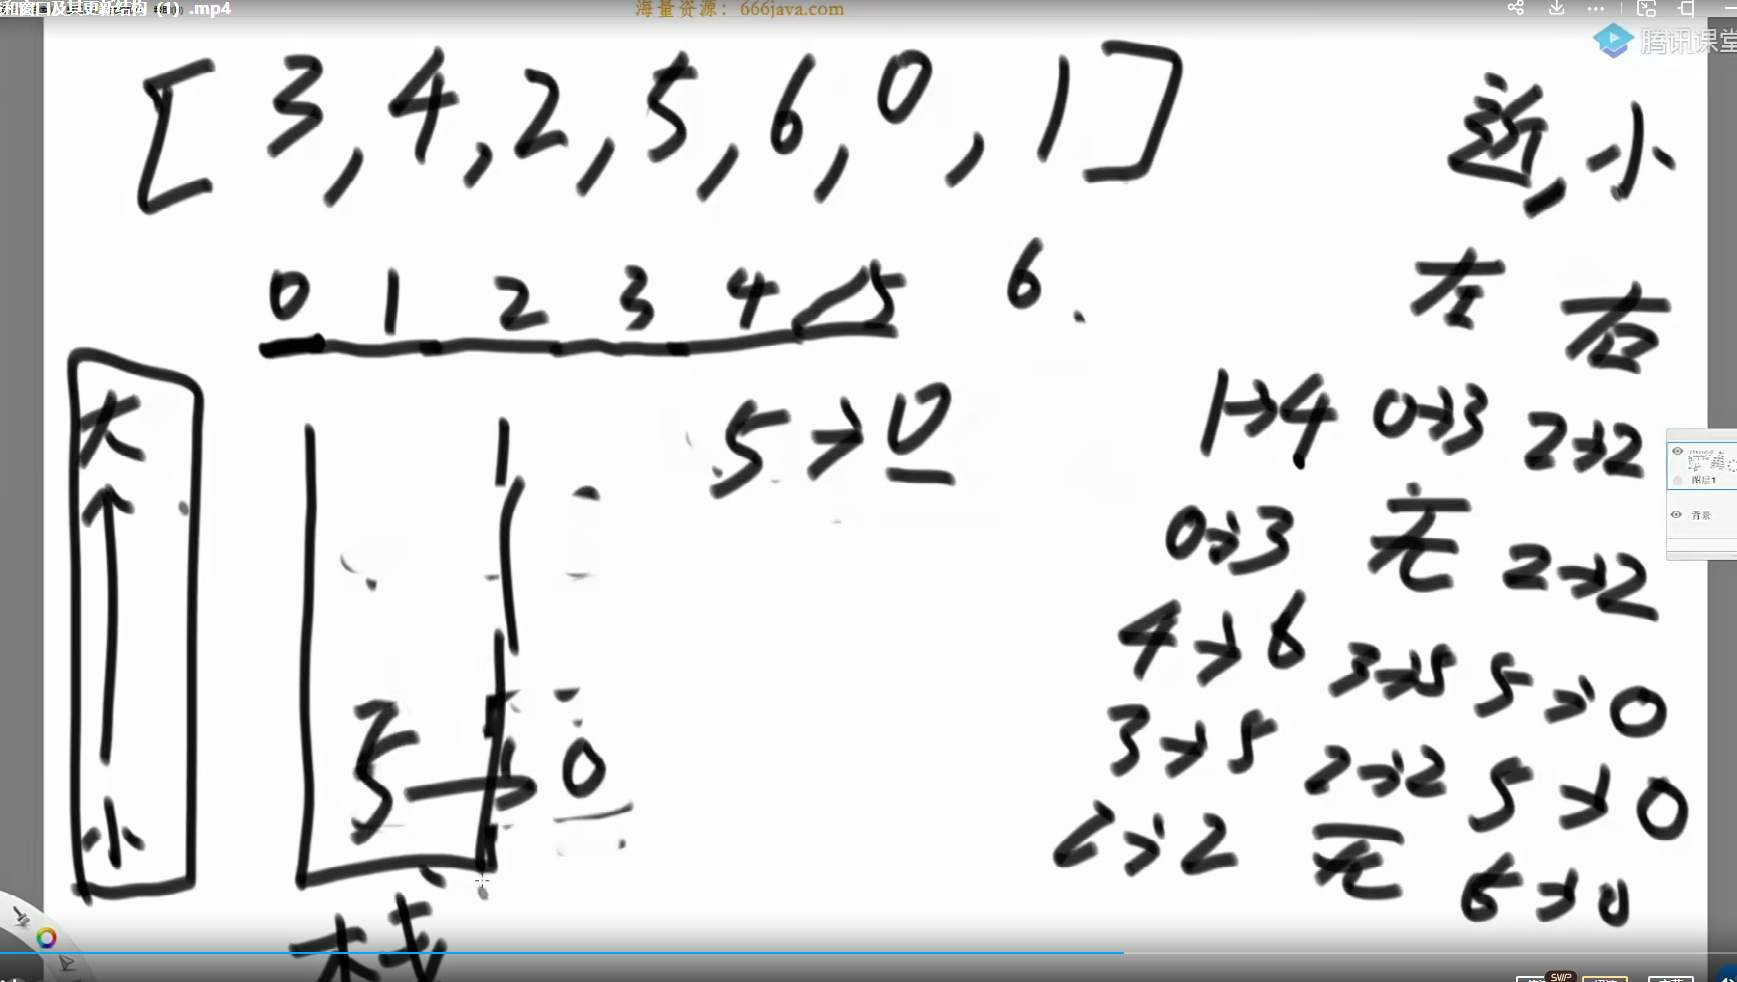 和窗口及其更新结构 (1) .mp4
海量资源：666java.com
腾讯课堂
[ 3 , 4 , 2 , 5 , 6 , 0 , 1 ]
近, 小
0 1 2 3 4 5 6 .
左 右
大
小
5→0
1→4 0→3 2→2
0→3 无 2→2
4→6 3→5 5→0
3→5 2→2 5→0
2→2 无 6→0
5→0
栈
图层1
背景
SVIP